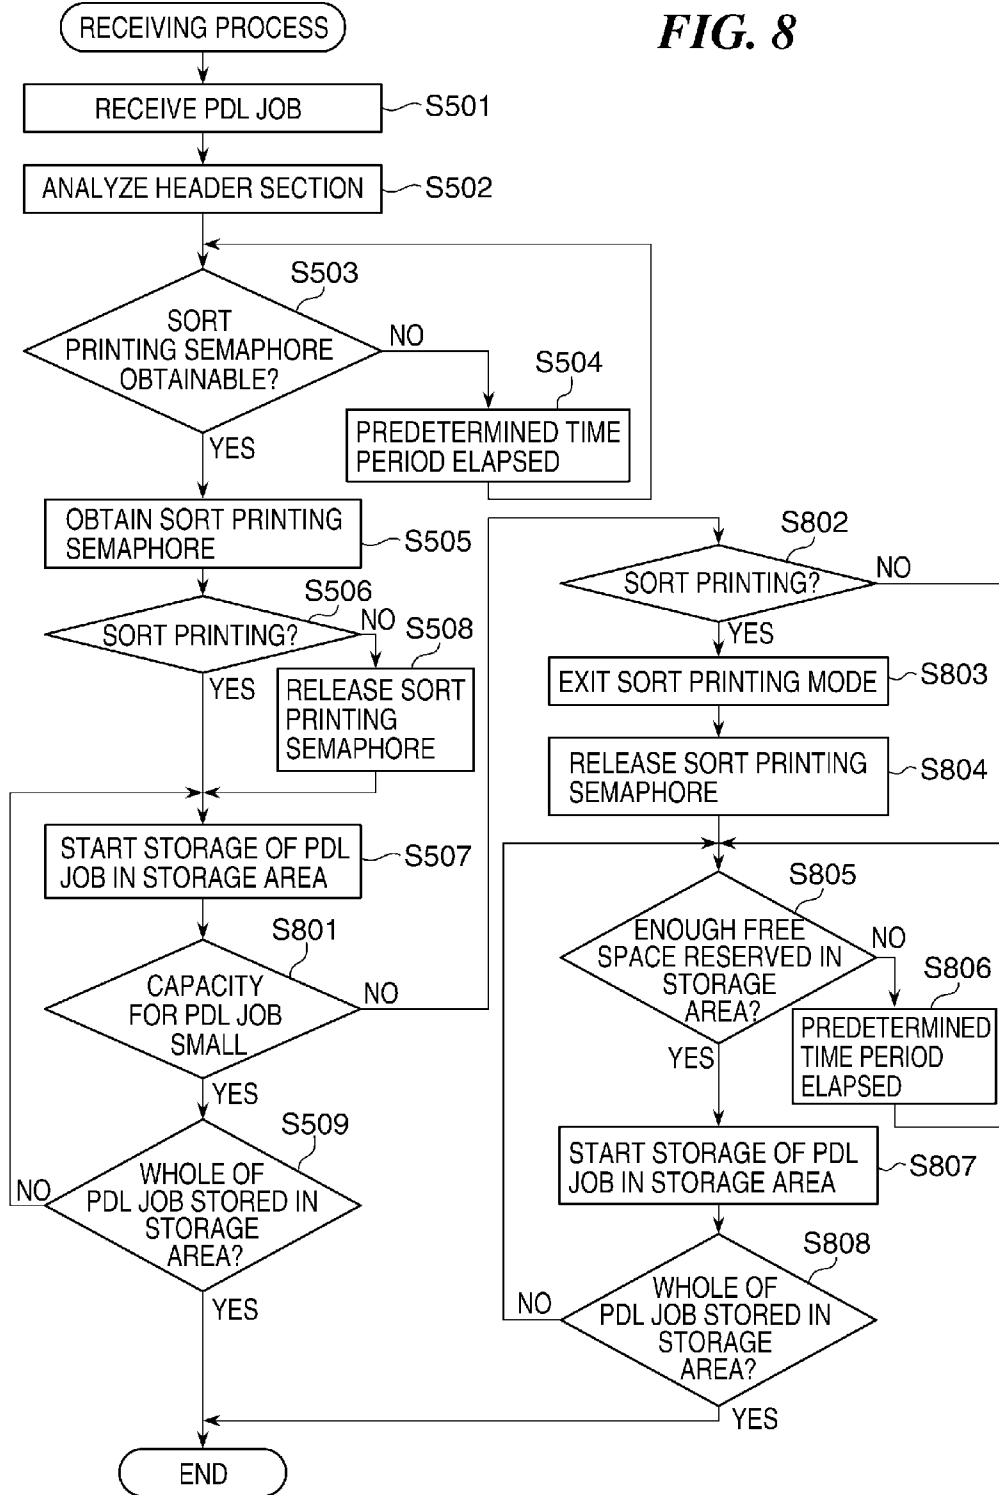 FIG. 8
RECEIVING PROCESS
RECEIVE PDL JOB
S501
ANALYZE HEADER SECTION
S502
S503
SORT
PRINTING SEMAPHORE
OBTAINABLE?
NO
YES
S504
PREDETERMINED TIME
PERIOD ELAPSED
OBTAIN SORT PRINTING
SEMAPHORE
S505
S506
SORT PRINTING?
NO
YES
S508
RELEASE SORT
PRINTING
SEMAPHORE
START STORAGE OF PDL
JOB IN STORAGE AREA
S507
S801
CAPACITY
FOR PDL JOB
SMALL
NO
YES
S509
WHOLE OF
PDL JOB STORED IN
STORAGE
AREA?
NO
YES
S802
SORT PRINTING?
NO
YES
EXIT SORT PRINTING MODE
S803
RELEASE SORT PRINTING
SEMAPHORE
S804
S805
ENOUGH FREE
SPACE RESERVED IN
STORAGE
AREA?
NO
YES
S806
PREDETERMINED
TIME PERIOD
ELAPSED
START STORAGE OF PDL
JOB IN STORAGE AREA
S807
S808
WHOLE OF
PDL JOB STORED IN
STORAGE
AREA?
NO
YES
END